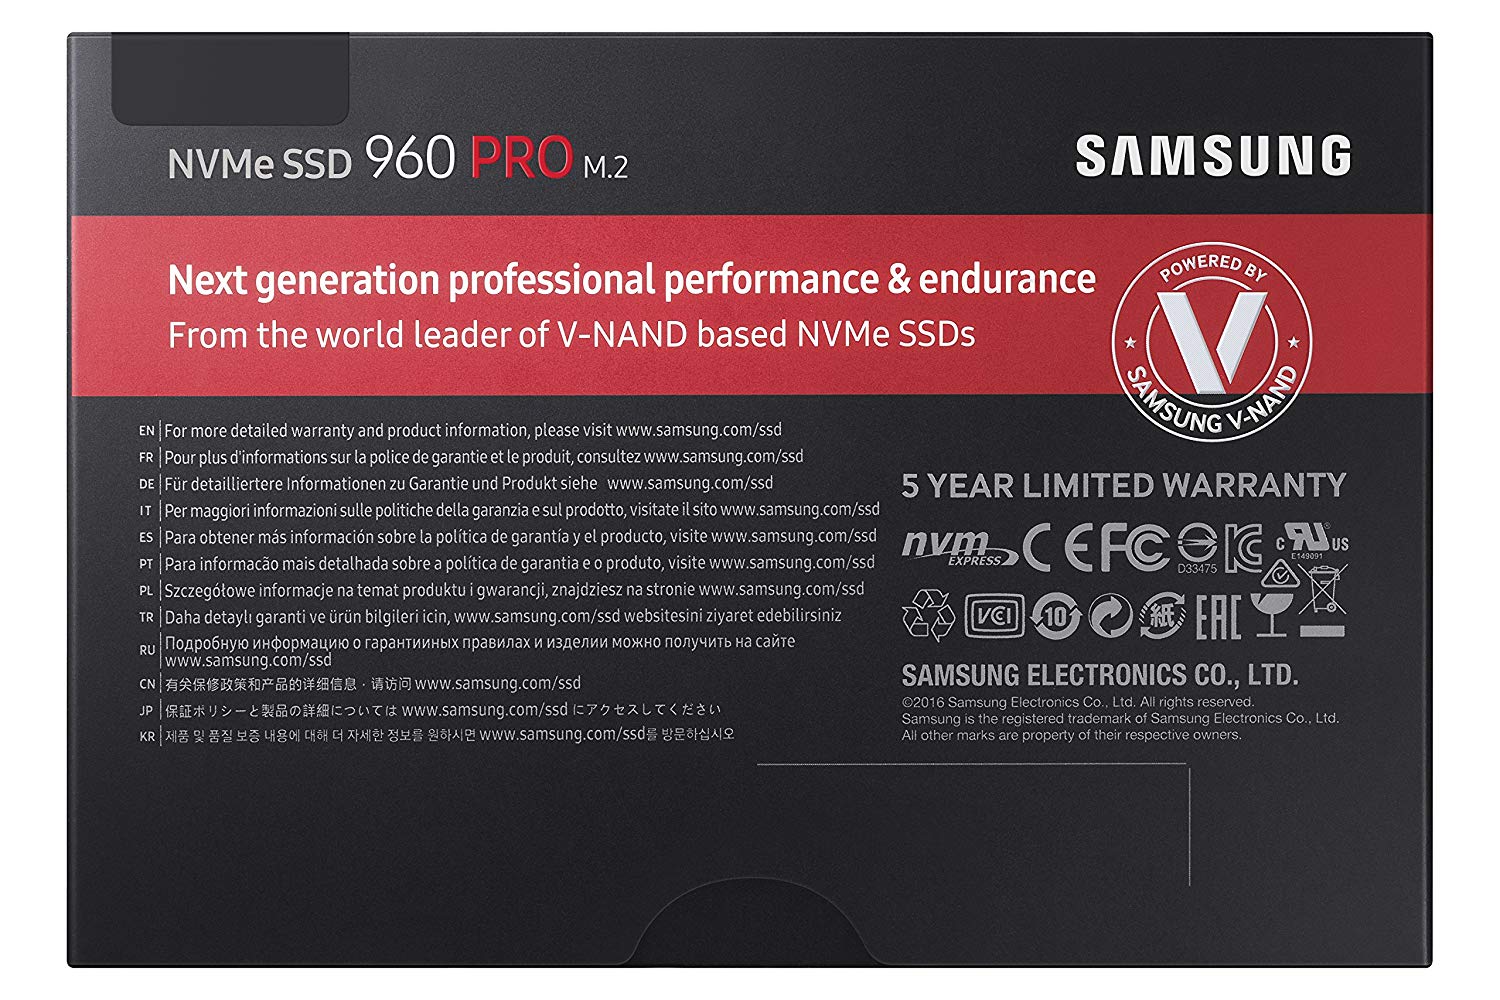 NVMe SSD 960 PRO M.2
SAMSUNG
Next generation professional performance & endurance
From the world leader of V-NAND based NVMe SSDs
POWERED BY
V
SAMSUNG V-NAND
EN For more detailed warranty and product information, please visit www.samsung.com/ssd
FR Pour plus d'informations sur la police de garantie et le produit, consultez www.samsung.com/ssd
DE Für detailliertere Informationen zu Garantie und Produkt siehe www.samsung.com/ssd
IT Per maggiori informazioni sulle politiche della garanzia e sul prodotto, visitate il sito www.samsung.com/ssd
ES Para obtener más información sobre la política de garantía y el producto, visite www.samsung.com/ssd
PT Para informacão mais detalhada sobre a política de garantia e o produto, visite www.samsung.com/ssd
PL Szczegółowe informacje na temat produktu i gwarancji, znajdziesz na stronie www.samsung.com/ssd
TR Daha detaylı garanti ve ürün bilgileri icin, www.samsung.com/ssd websitesini ziyaret edebilirsiniz
RU Подробную информацию о гарантииных правилах и изделии можно получить на сайте
www.samsung.com/ssd
CN 有关保修政策和产品的详细信息·请访问 www.samsung.com/ssd
JP 保証ポリシーと製品の詳細については www.samsung.com/ssd にアクセスしてください
KR 제품 및 품질 보증 내용에 대해 더 자세한 정보를 원하시면 www.samsung.com/ssd를 방문하십시오
5 YEAR LIMITED WARRANTY
nvm EXPRESS CE FC D33475 KC c RU US E149091
VCCI 10 紙 EAC
SAMSUNG ELECTRONICS CO., LTD.
©2016 Samsung Electronics Co., Ltd. All rights reserved.
Samsung is the registered trademark of Samsung Electronics Co., Ltd.
All other marks are property of their respective owners.